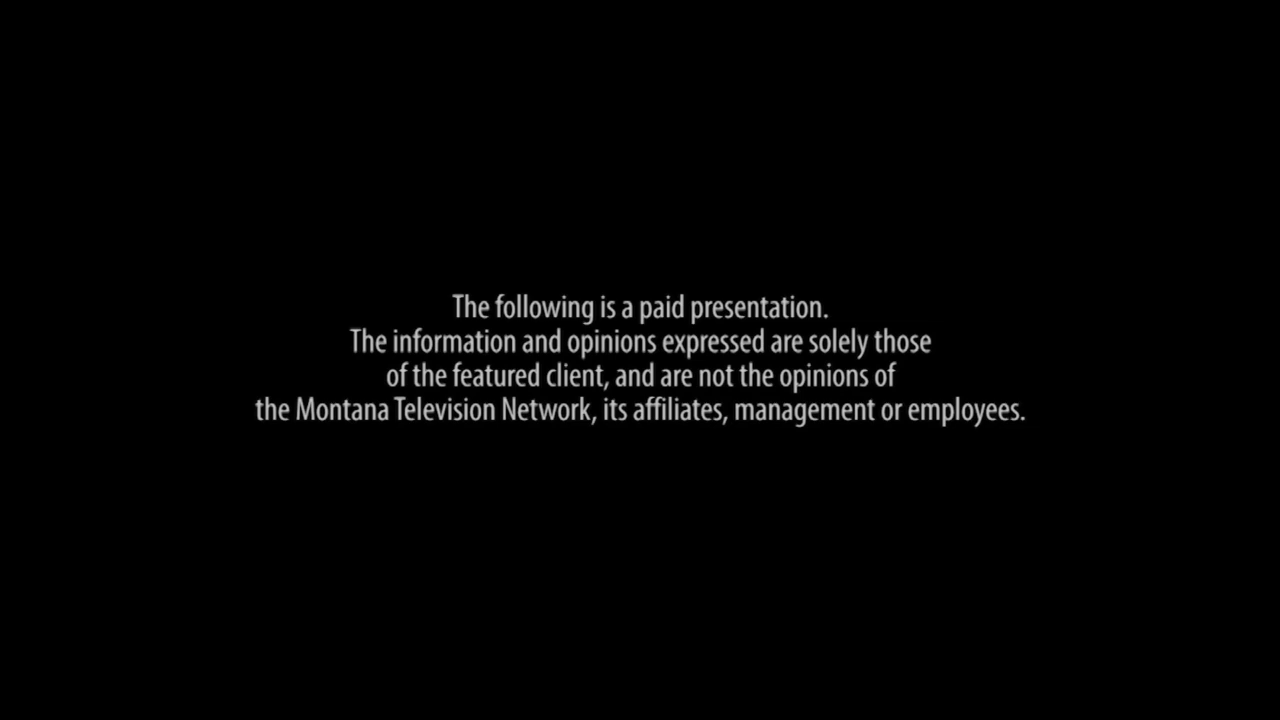 The following is a paid presentation.
The information and opinions expressed are solely those
of the featured client, and are not the opinions of
the Montana Television Network, its affiliates, management or employees.